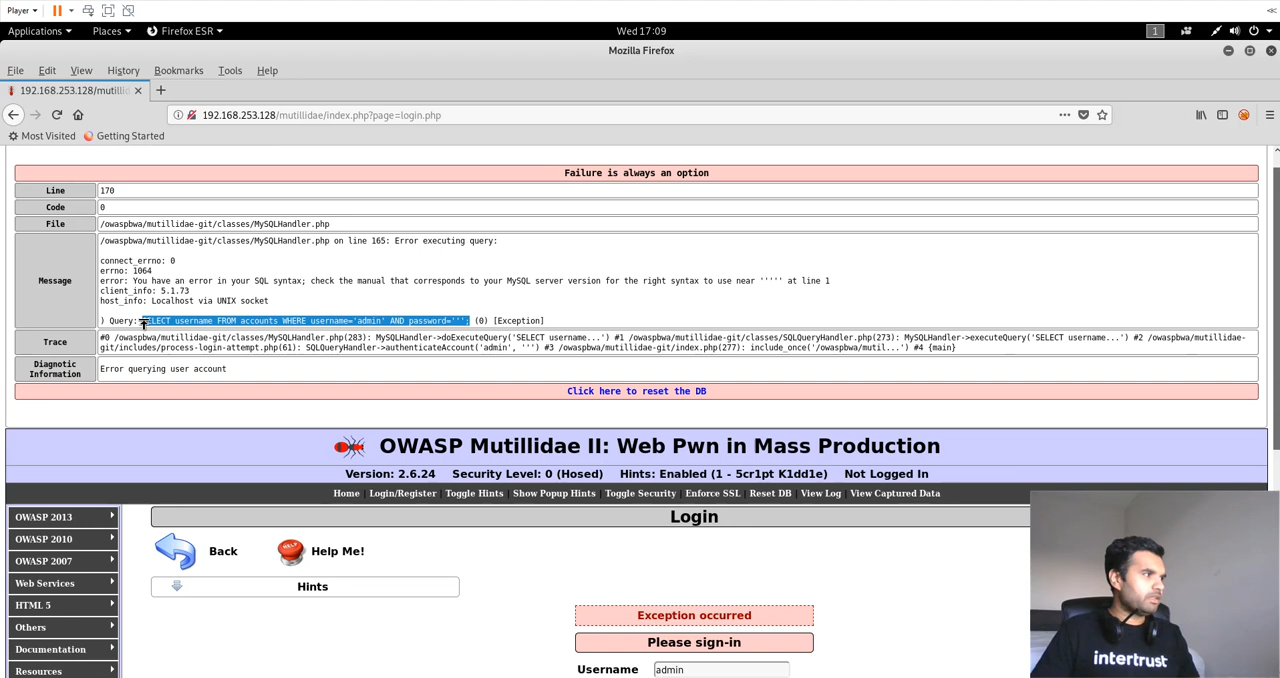 Player
Applications Places Firefox ESR Wed 17:09 1
Mozilla Firefox
File Edit View History Bookmarks Tools Help
192.168.253.128/mutillid
192.168.253.128/mutillidae/index.php?page=login.php
Most Visited Getting Started
Failure is always an option
Line 170
Code 0
File /owaspbwa/mutillidae-git/classes/MySQLHandler.php
Message
/owaspbwa/mutillidae-git/classes/MySQLHandler.php on line 165: Error executing query:
connect_errno: 0
errno: 1064
error: You have an error in your SQL syntax; check the manual that corresponds to your MySQL server version for the right syntax to use near ''''' at line 1
client_info: 5.1.73
host_info: Localhost via UNIX socket
) Query: SELECT username FROM accounts WHERE username='admin' AND password='''; (0) [Exception]
Trace
#0 /owaspbwa/mutillidae-git/classes/MySQLHandler.php(283): MySQLHandler->doExecuteQuery('SELECT username...') #1 /owaspbwa/mutillidae-git/classes/SQLQueryHandler.php(273): MySQLHandler->executeQuery('SELECT username...') #2 /owaspbwa/mutillidae-
git/includes/process-login-attempt.php(61): SQLQueryHandler->authenticateAccount('admin', ''') #3 /owaspbwa/mutillidae-git/index.php(277): include_once('/owaspbwa/mutil...') #4 {main}
Diagnostic
Information
Error querying user account
Click here to reset the DB
OWASP Mutillidae II: Web Pwn in Mass Production
Version: 2.6.24 Security Level: 0 (Hosed) Hints: Enabled (1 - 5cr1pt K1dd1e) Not Logged In
Home | Login/Register | Toggle Hints | Show Popup Hints | Toggle Security | Enforce SSL | Reset DB | View Log | View Captured Data
OWASP 2013
OWASP 2010
OWASP 2007
Web Services
HTML 5
Others
Documentation
Resources
Login
Back
HELP
Help Me!
Hints
Exception occurred
Please sign-in
Username admin
intertrust